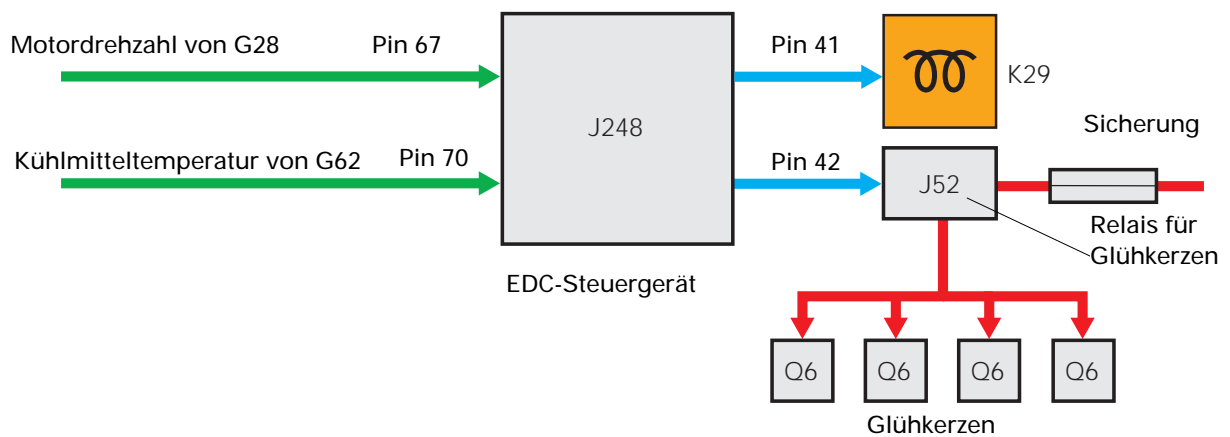 Motordrehzahl von G28
Pin 67
Pin 41
K29
J248
Sicherung
Kühlmitteltemperatur von G62
Pin 70
Pin 42
J52
Relais für
Glühkerzen
EDC-Steuergerät
Q6
Q6
Q6
Q6
Glühkerzen